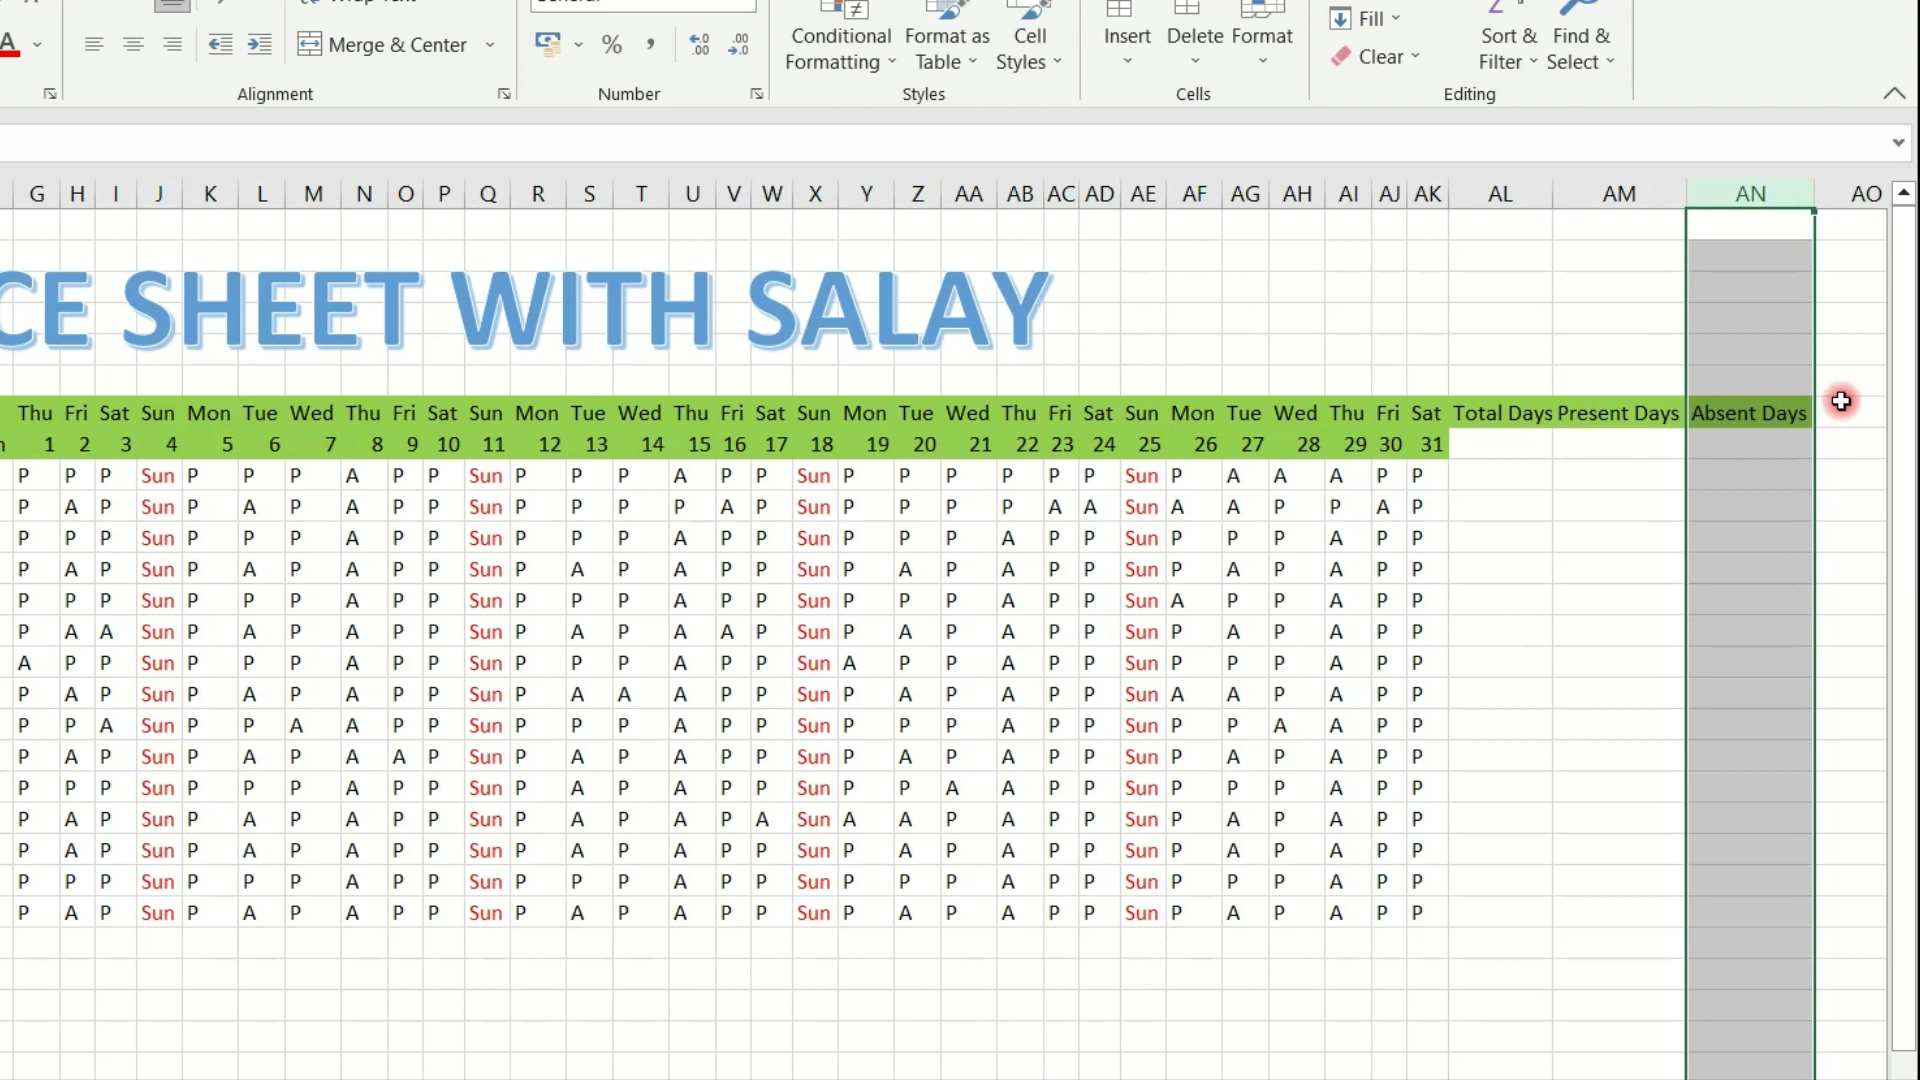 Merge & Center
%
Conditional Formatting
Format as Table
Cell Styles
Insert
Delete
Format
Fill
Clear
Sort & Filter
Find & Select
Alignment
Number
Styles
Cells
Editing
G H I J K L M N O P Q R S T U V W X Y Z AA AB AC AD AE AF AG AH AI AJ AK AL AM AN AO
CE SHEET WITH SALAY
Thu Fri Sat Sun Mon Tue Wed Thu Fri Sat Sun Mon Tue Wed Thu Fri Sat Sun Mon Tue Wed Thu Fri Sat Sun Mon Tue Wed Thu Fri Sat Total Days Present Days Absent Days
1 2 3 4 5 6 7 8 9 10 11 12 13 14 15 16 17 18 19 20 21 22 23 24 25 26 27 28 29 30 31
P P P Sun P P P A P P Sun P P P A P P Sun P P P P P P Sun P A A A P P
P A P Sun P A P A P P Sun P P P P A P Sun P P P P A A Sun A A P P A P
P P P Sun P P P A P P Sun P P P A P P Sun P P P A P P Sun P P P A P P
P A P Sun P A P A P P Sun P A P A P P Sun P A P A P P Sun P A P A P P
P P P Sun P P P A P P Sun P P P A P P Sun P P P A P P Sun A P P A P P
P A A Sun P A P A P P Sun P A P A A P Sun P A P A P P Sun P A P A P P
A P P Sun P P P A P P Sun P P P A P P Sun A P P A P P Sun P P P A P P
P A P Sun P A P A P P Sun P A A A P P Sun P A P A P P Sun A A P A P P
P P A Sun P P A A P P Sun P P P A P P Sun P P P A P P Sun P P A A P P
P A P Sun P A P A A P Sun P A P A P P Sun P A P A P P Sun P A P A P P
P P P Sun P P P A P P Sun P A P A P P Sun P P A A P P Sun P P P A P P
P A P Sun P A P A P P Sun P A P A P A Sun A A P A P P Sun P A P A P P
P A P Sun P A P A P P Sun P A P A P P Sun P A P A P P Sun P A P A P P
P P P Sun P P P A P P Sun P P P A P P Sun P P P A P P Sun P P P A P P
P A P Sun P A P A P P Sun P A P A P P Sun P A P A P P Sun P A P A P P